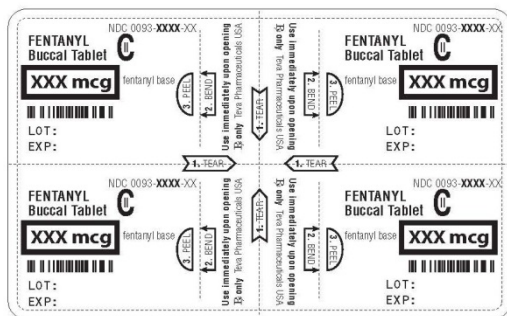 NDC 0093-XXXX-XX
FENTANYL
Buccal Tablet
CII
XXX mcg
fentanyl base
LOT:
EXP:
3. PEEL
2. BEND
Use immediately upon opening
℞ only Teva Pharmaceuticals USA
1. TEAR
Use immediately upon opening
℞ only Teva Pharmaceuticals USA
2. BEND
3. PEEL
NDC 0093-XXXX-XX
FENTANYL
Buccal Tablet
CII
XXX mcg
fentanyl base
LOT:
EXP:
1. TEAR
1. TEAR
NDC 0093-XXXX-XX
FENTANYL
Buccal Tablet
CII
XXX mcg
fentanyl base
LOT:
EXP:
3. PEEL
2. BEND
Use immediately upon opening
℞ only Teva Pharmaceuticals USA
1. TEAR
Use immediately upon opening
℞ only Teva Pharmaceuticals USA
2. BEND
3. PEEL
NDC 0093-XXXX-XX
FENTANYL
Buccal Tablet
CII
XXX mcg
fentanyl base
LOT:
EXP: